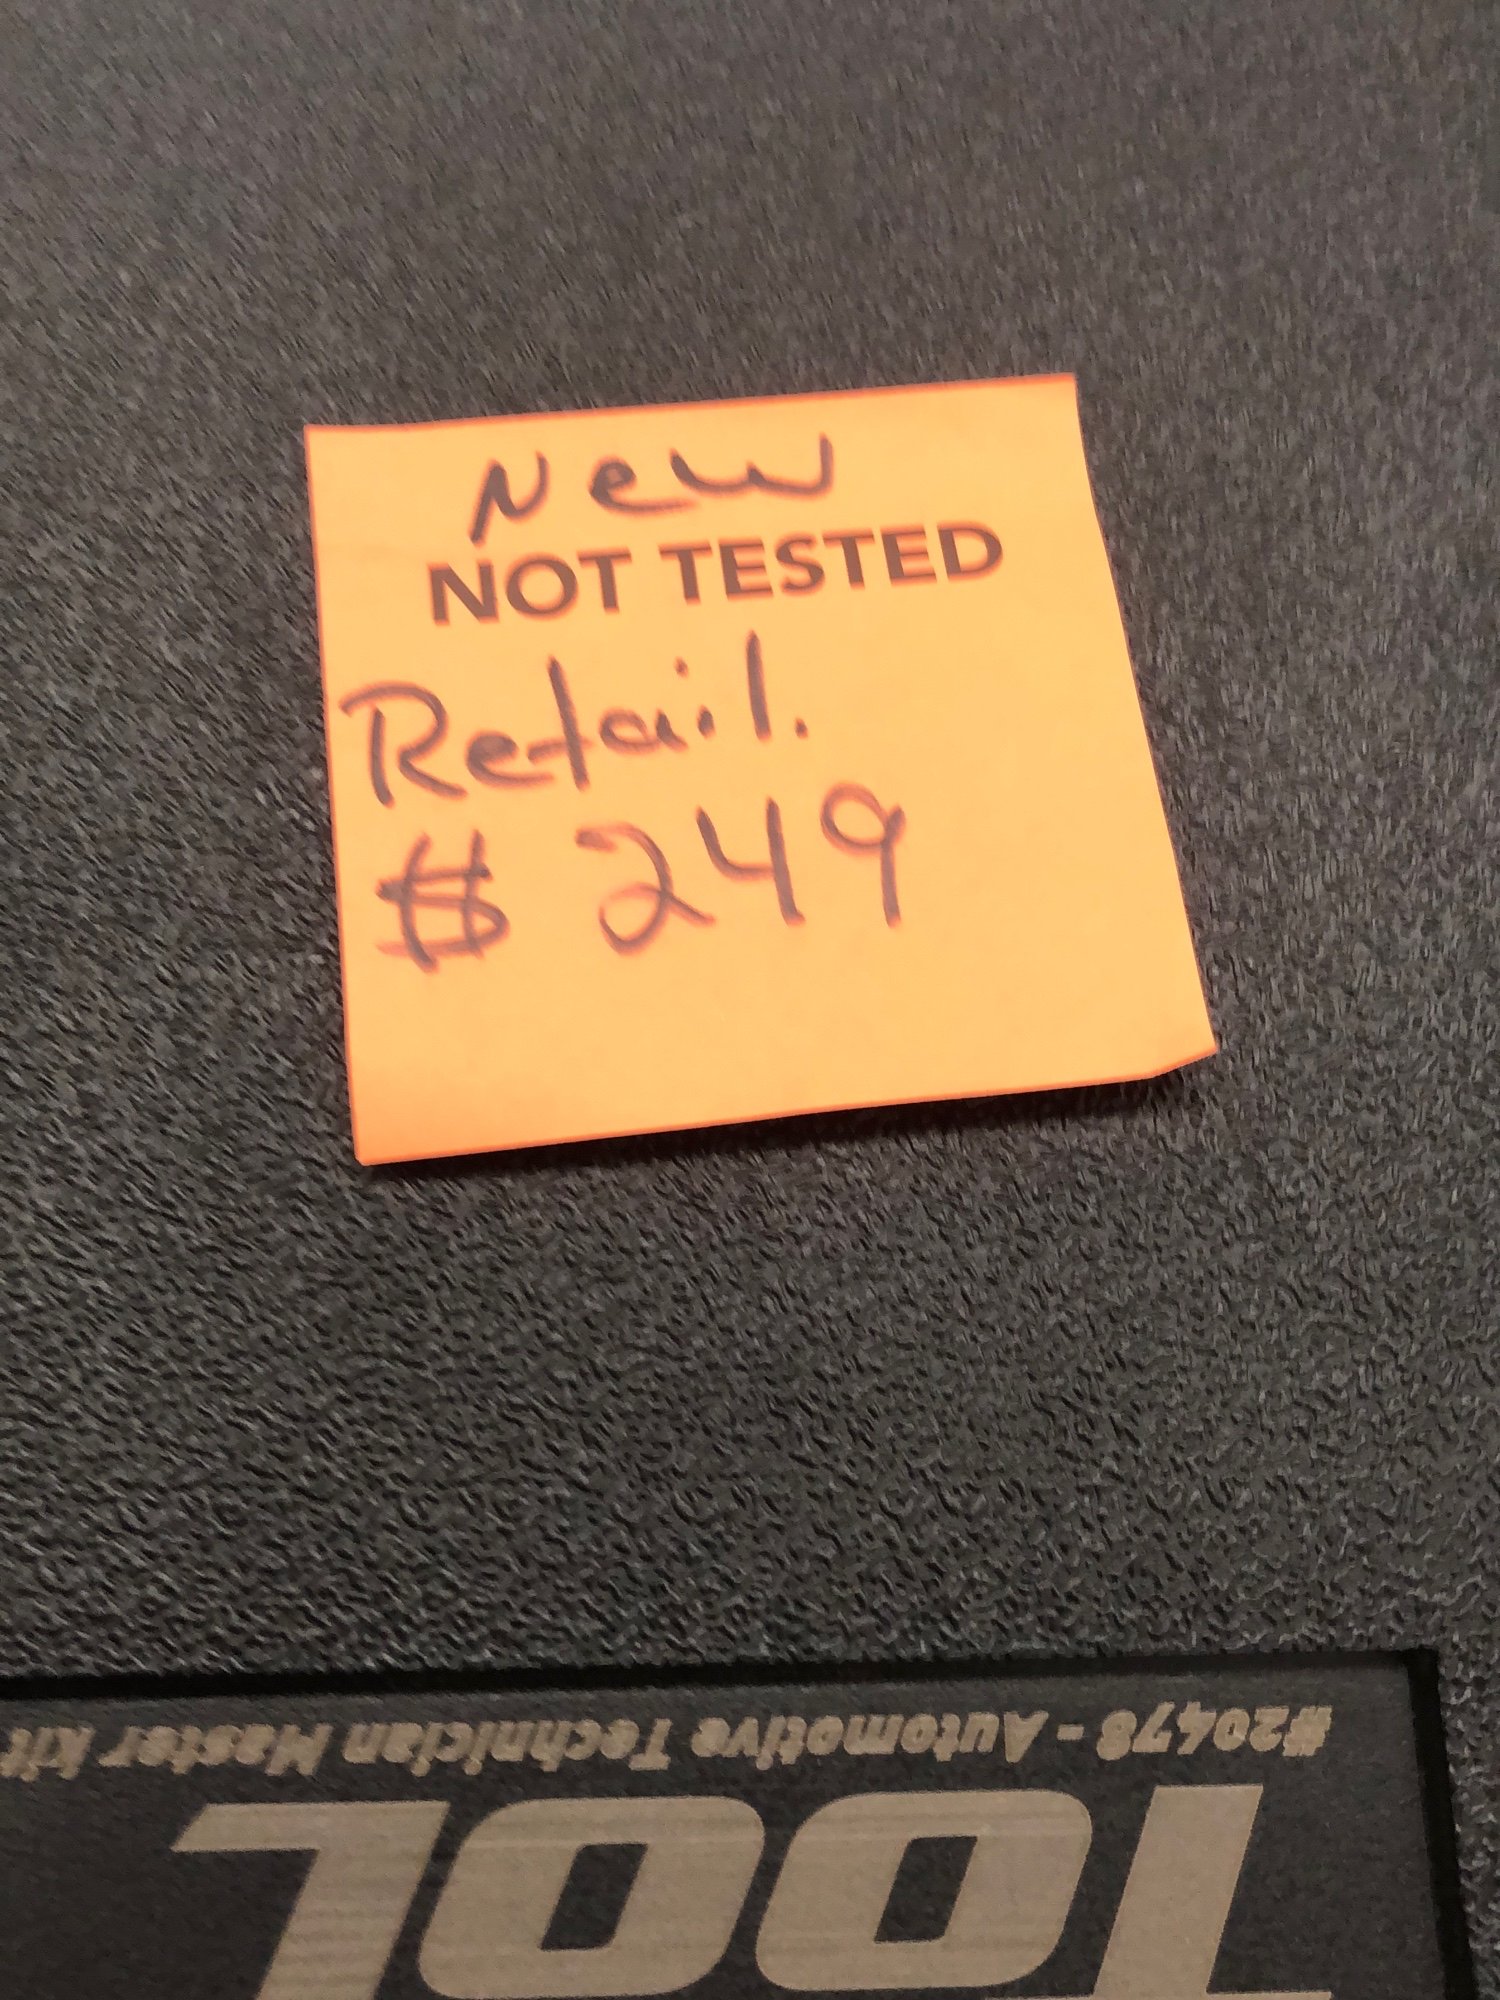 New
NOT TESTED
Retail.
$ 249
#20478 - Automotive Technician Master kit
TOOL